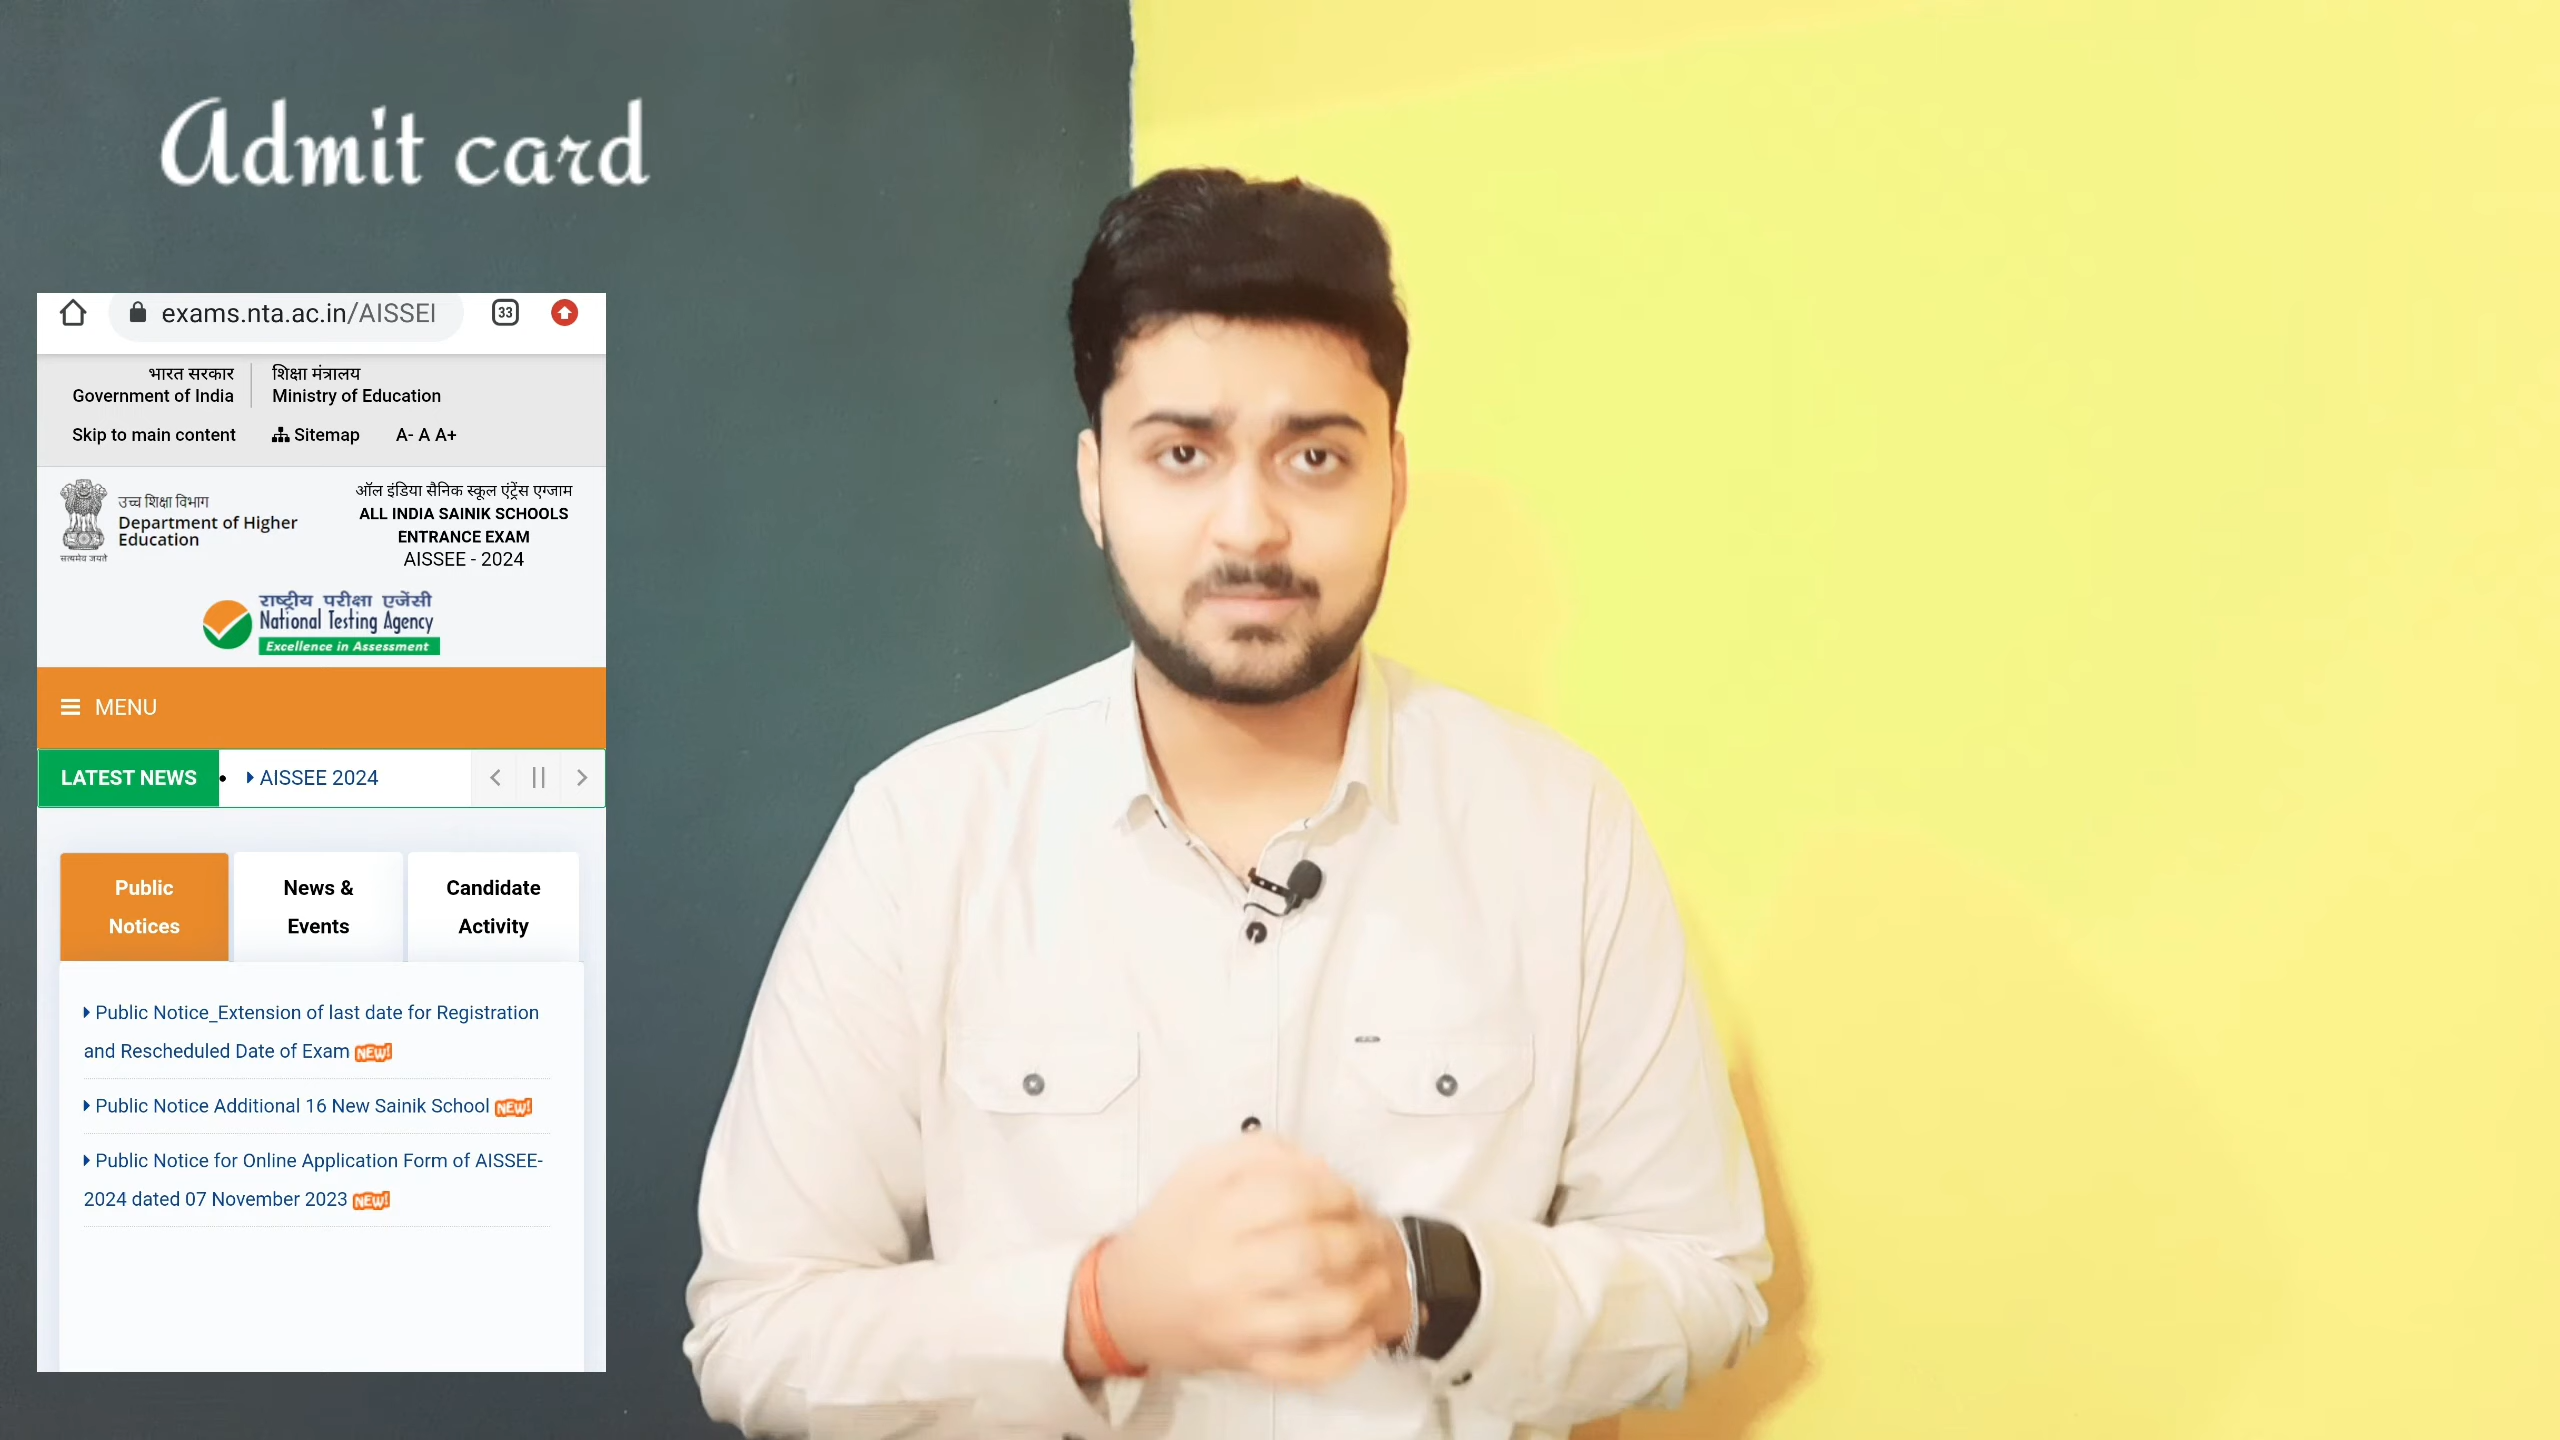 Admit card
exams.nta.ac.in/AISSEI
33
भारत सरकार
Government of India
शिक्षा मंत्रालय
Ministry of Education
Skip to main content
Sitemap
A- A A+
सत्यमेव जयते
उच्च शिक्षा विभाग
Department of Higher
Education
ऑल इंडिया सैनिक स्कूल एंट्रेंस एग्जाम
ALL INDIA SAINIK SCHOOLS
ENTRANCE EXAM
AISSEE - 2024
राष्ट्रीय परीक्षा एजेंसी
National Testing Agency
Excellence in Assessment
MENU
LATEST NEWS
AISSEE 2024
Public
Notices
News &
Events
Candidate
Activity
Public Notice_Extension of last date for Registration
and Rescheduled Date of Exam NEW!
Public Notice Additional 16 New Sainik School NEW!
Public Notice for Online Application Form of AISSEE-
2024 dated 07 November 2023 NEW!